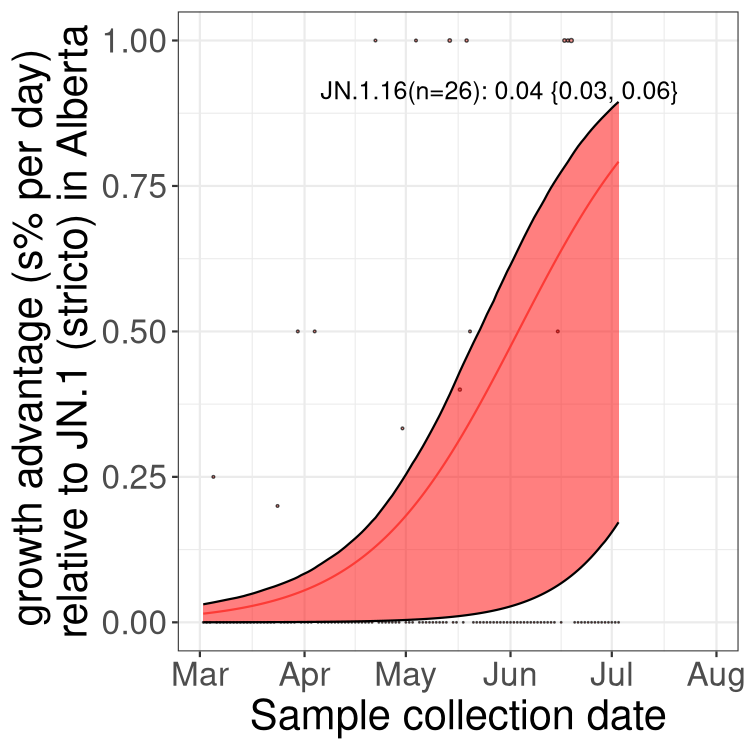 growth advantage (s% per day)
relative to JN.1 (stricto) in Alberta
1.00
0.75
0.50
0.25
0.00
JN.1.16(n=26): 0.04 {0.03, 0.06}
Mar Apr May Jun Jul Aug
Sample collection date